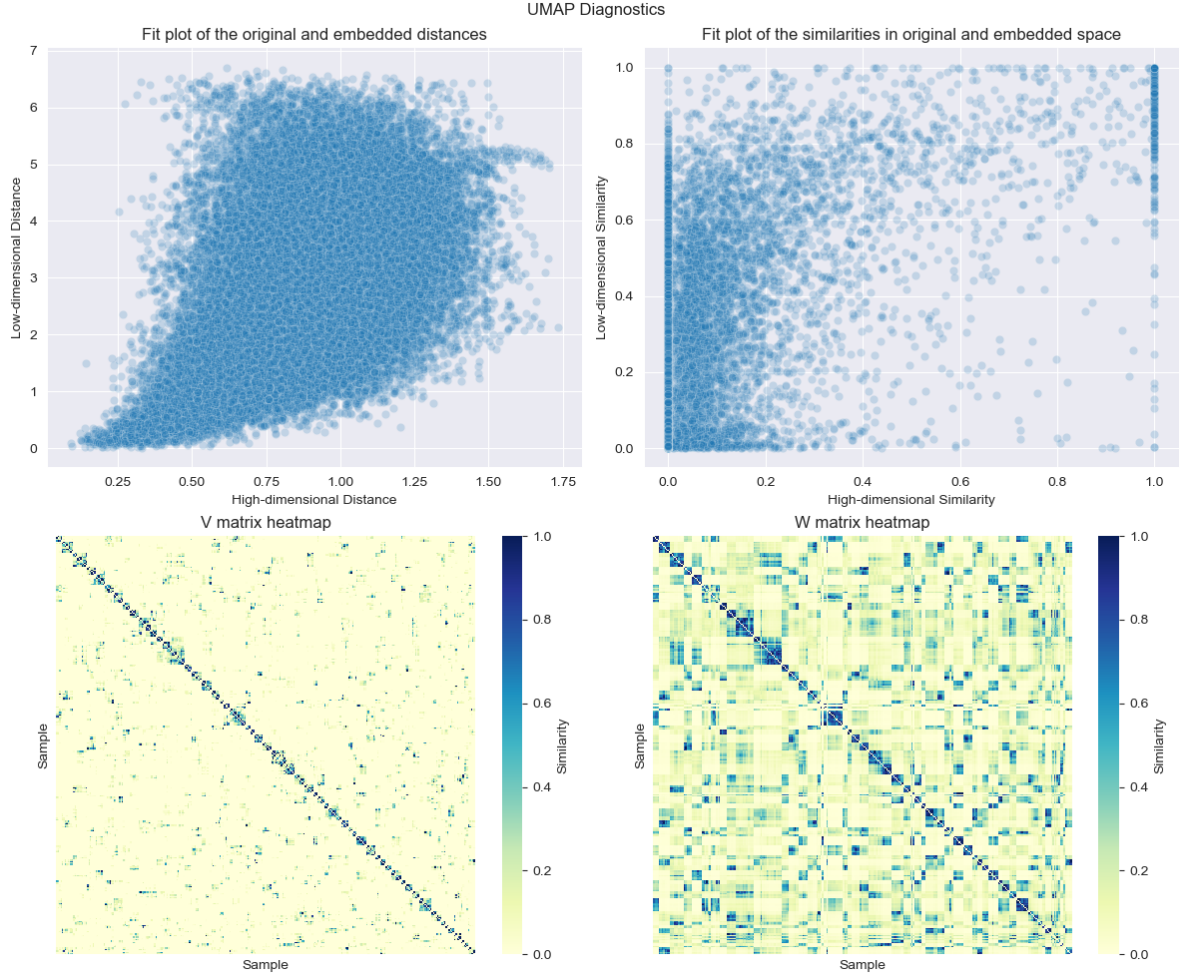 UMAP Diagnostics
Fit plot of the original and embedded distances
7
6
5
4
3
2
1
0
Low-dimensional Distance
0.25 0.50 0.75 1.00 1.25 1.50 1.75
High-dimensional Distance
Fit plot of the similarities in original and embedded space
1.0
0.8
0.6
0.4
0.2
0.0
Low-dimensional Similarity
0.0 0.2 0.4 0.6 0.8 1.0
High-dimensional Similarity
V matrix heatmap
Sample
Sample
1.0
0.8
0.6
0.4
0.2
0.0
Similarity
W matrix heatmap
Sample
Sample
1.0
0.8
0.6
0.4
0.2
0.0
Similarity